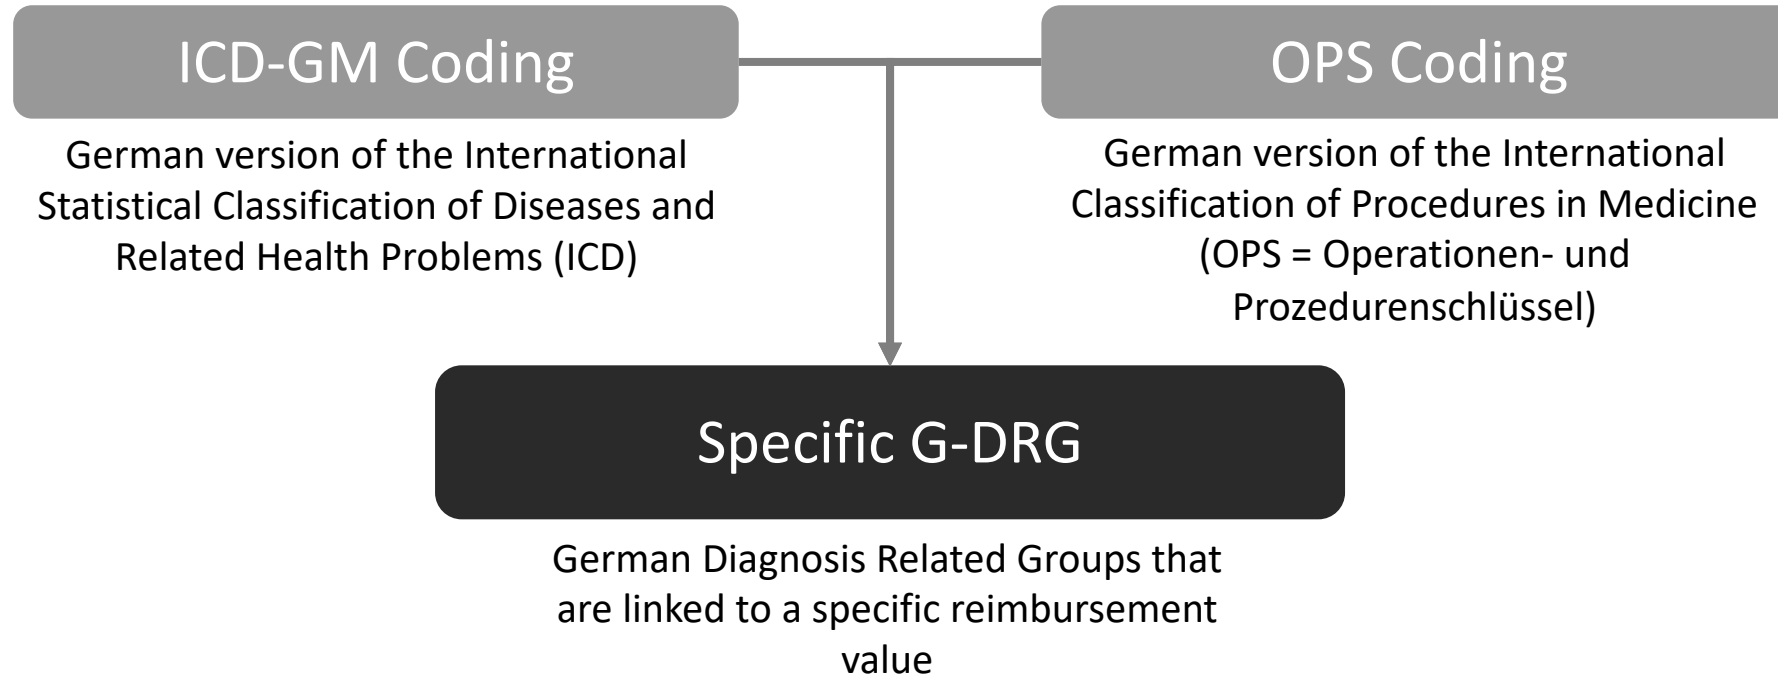 ICD-GM Coding
German version of the International
Statistical Classification of Diseases and
Related Health Problems (ICD)
OPS Coding
German version of the International
Classification of Procedures in Medicine
(OPS = Operationen- und
Prozedurenschlüssel)
Specific G-DRG
German Diagnosis Related Groups that
are linked to a specific reimbursement
value